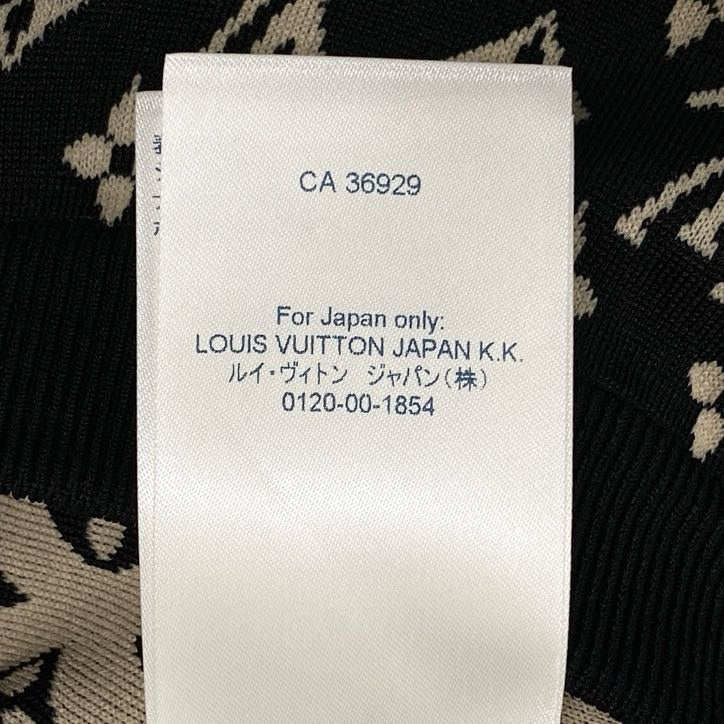 CA 36929
For Japan only:
LOUIS VUITTON JAPAN K.K.
ルイ・ヴィトン ジャパン(株)
0120-00-1854